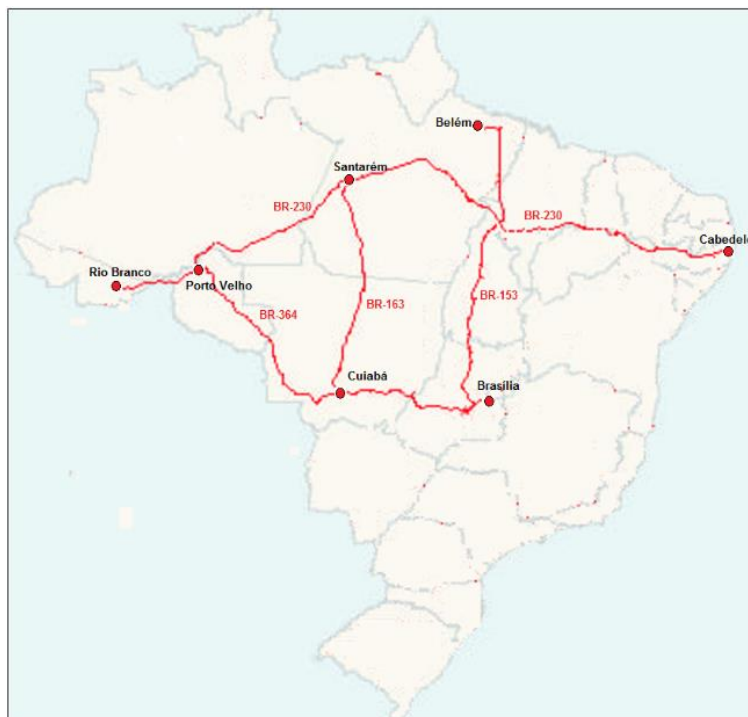 Belém
Santarém
BR-230
BR-230
Cabedelo
Rio Branco
Porto Velho
BR-364
BR-163
BR-153
Cuiabá
Brasília